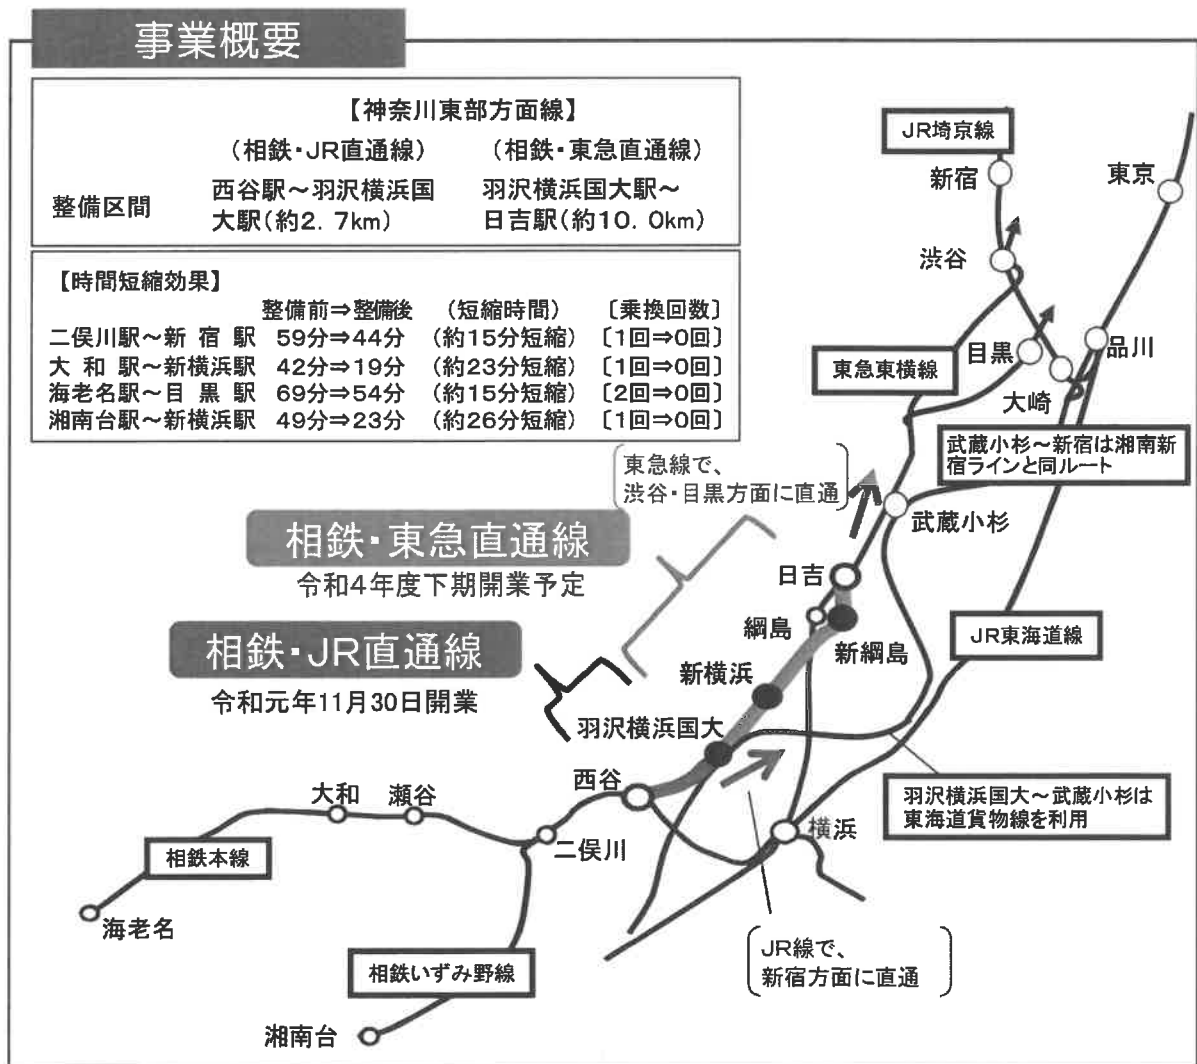 事業概要
【神奈川東部方面線】
（相鉄・JR直通線） （相鉄・東急直通線）
整備区間 西谷駅～羽沢横浜国 羽沢横浜国大駅～
大駅（約2．7km） 日吉駅（約10．0km）
【時間短縮効果】
整備前⇒整備後 （短縮時間） 〔乗換回数〕
二俣川駅～新 宿 駅 59分⇒44分 （約15分短縮） 〔1回⇒0回〕
大 和 駅～新横浜駅 42分⇒19分 （約23分短縮） 〔1回⇒0回〕
海老名駅～目 黒 駅 69分⇒54分 （約15分短縮） 〔2回⇒0回〕
湘南台駅～新横浜駅 49分⇒23分 （約26分短縮） 〔1回⇒0回〕
JR埼京線
新宿
東京
渋谷
目黒
品川
東急東横線
大崎
武蔵小杉～新宿は湘南新
宿ラインと同ルート
東急線で、
渋谷・目黒方面に直通
武蔵小杉
相鉄・東急直通線
令和4年度下期開業予定
日吉
綱島
新綱島
JR東海道線
相鉄・JR直通線
令和元年11月30日開業
新横浜
羽沢横浜国大
西谷
羽沢横浜国大～武蔵小杉は
東海道貨物線を利用
大和
瀬谷
二俣川
横浜
相鉄本線
海老名
JR線で、
新宿方面に直通
相鉄いずみ野線
湘南台